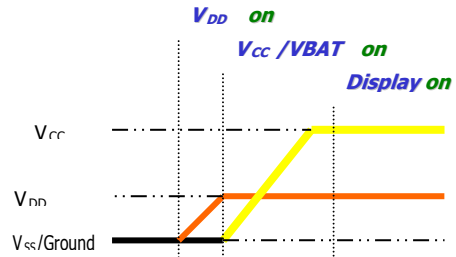 VDD on
VCC /VBAT on
Display on
VCC
VDD
VSS/Ground